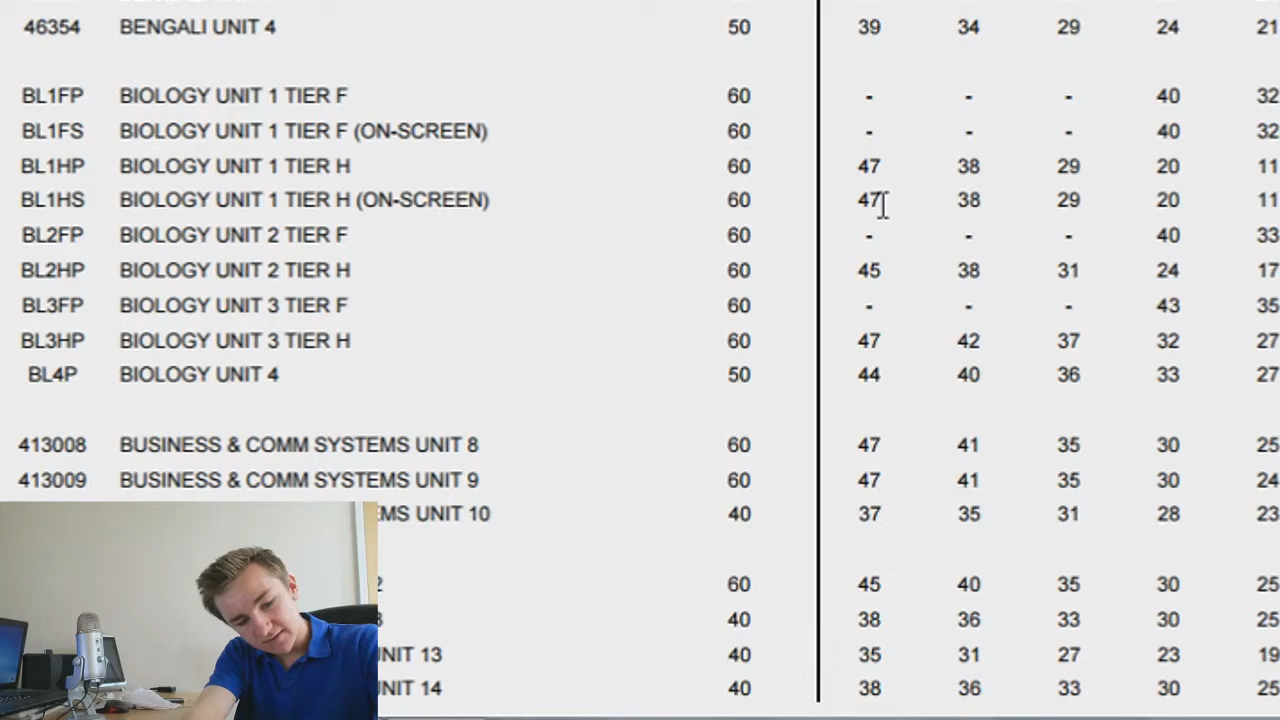 46354 BENGALI UNIT 4 50 39 34 29 24 21
BL1FP BIOLOGY UNIT 1 TIER F 60 - - - 40 32
BL1FS BIOLOGY UNIT 1 TIER F (ON-SCREEN) 60 - - - 40 32
BL1HP BIOLOGY UNIT 1 TIER H 60 47 38 29 20 11
BL1HS BIOLOGY UNIT 1 TIER H (ON-SCREEN) 60 47 38 29 20 11
BL2FP BIOLOGY UNIT 2 TIER F 60 - - - 40 33
BL2HP BIOLOGY UNIT 2 TIER H 60 45 38 31 24 17
BL3FP BIOLOGY UNIT 3 TIER F 60 - - - 43 35
BL3HP BIOLOGY UNIT 3 TIER H 60 47 42 37 32 27
BL4P BIOLOGY UNIT 4 50 44 40 36 33 27
413008 BUSINESS & COMM SYSTEMS UNIT 8 60 47 41 35 30 25
413009 BUSINESS & COMM SYSTEMS UNIT 9 60 47 41 35 30 24
EMS UNIT 10 40 37 35 31 28 23
2 60 45 40 35 30 25
3 40 38 36 33 30 25
UNIT 13 40 35 31 27 23 19
UNIT 14 40 38 36 33 30 25